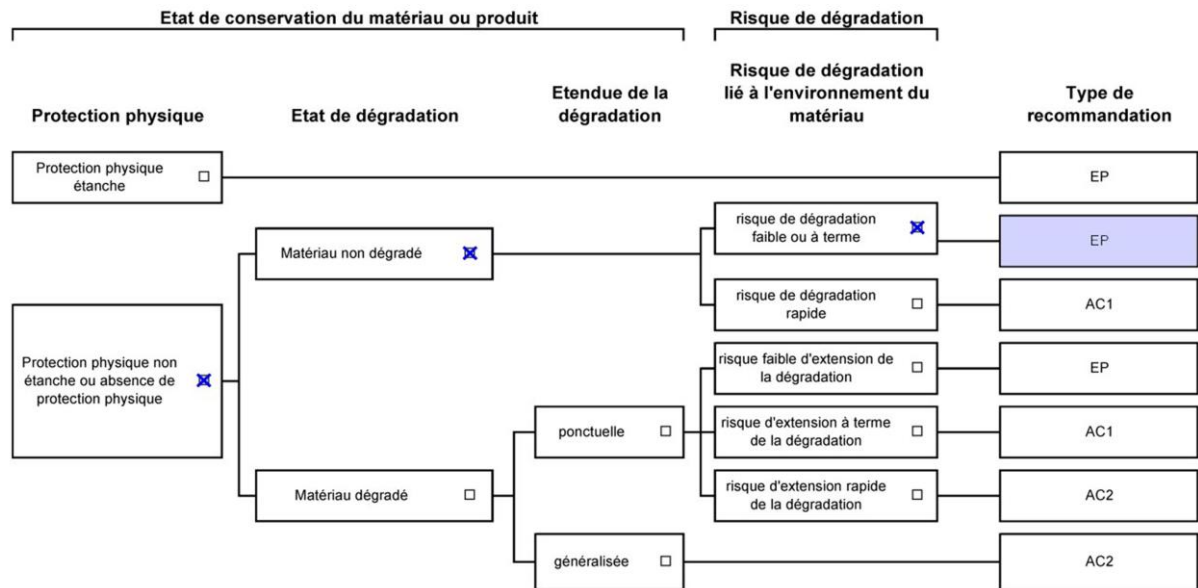 Etat de conservation du matériau ou produit
Risque de dégradation
Protection physique
Etat de dégradation
Etendue de la
dégradation
Risque de dégradation
lié à l'environnement du
matériau
Type de
recommandation
Protection physique
étanche
EP
risque de dégradation
faible ou à terme
EP
Matériau non dégradé
risque de dégradation
rapide
AC1
Protection physique non
étanche ou absence de
protection physique
risque faible d'extension de
la dégradation
EP
ponctuelle
risque d'extension à terme
de la dégradation
AC1
Matériau dégradé
risque d'extension rapide
de la dégradation
AC2
généralisée
AC2